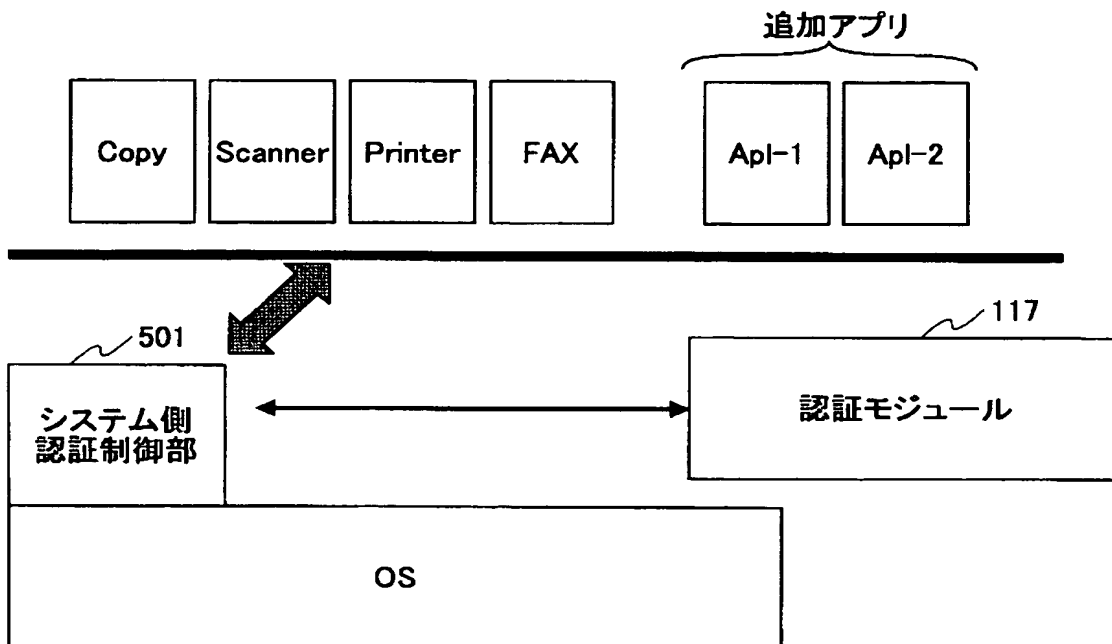 追加アプリ
Copy
Scanner
Printer
FAX
Apl-1
Apl-2
501
117
システム側
認証制御部
認証モジュール
OS